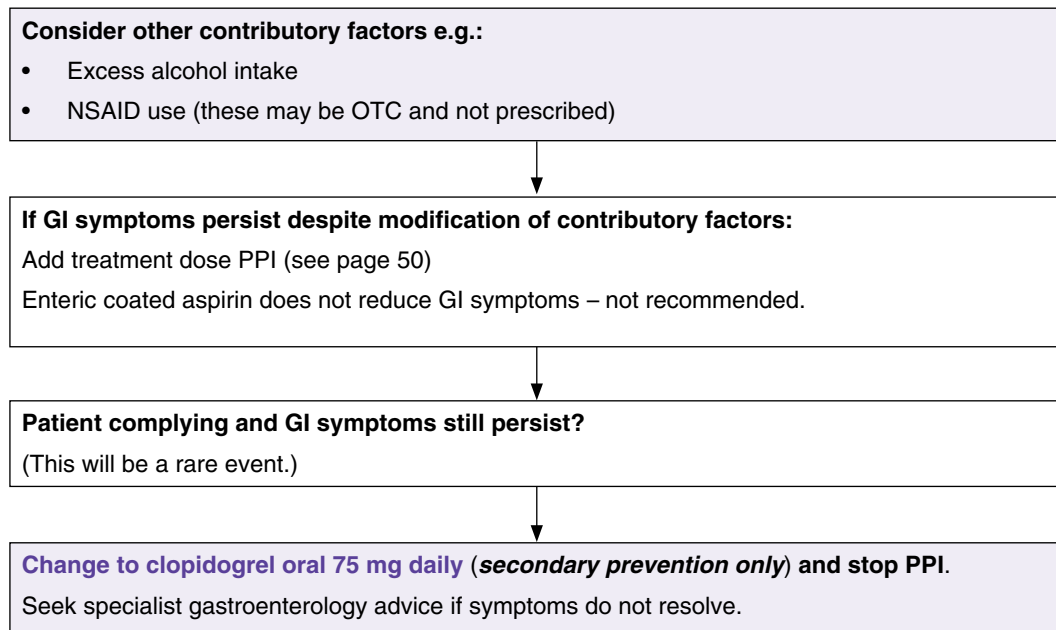 Consider other contributory factors e.g.:
• Excess alcohol intake
• NSAID use (these may be OTC and not prescribed)
If GI symptoms persist despite modification of contributory factors:
Add treatment dose PPI (see page 50)
Enteric coated aspirin does not reduce GI symptoms – not recommended.
Patient complying and GI symptoms still persist?
(This will be a rare event.)
Change to clopidogrel oral 75 mg daily (secondary prevention only) and stop PPI.
Seek specialist gastroenterology advice if symptoms do not resolve.